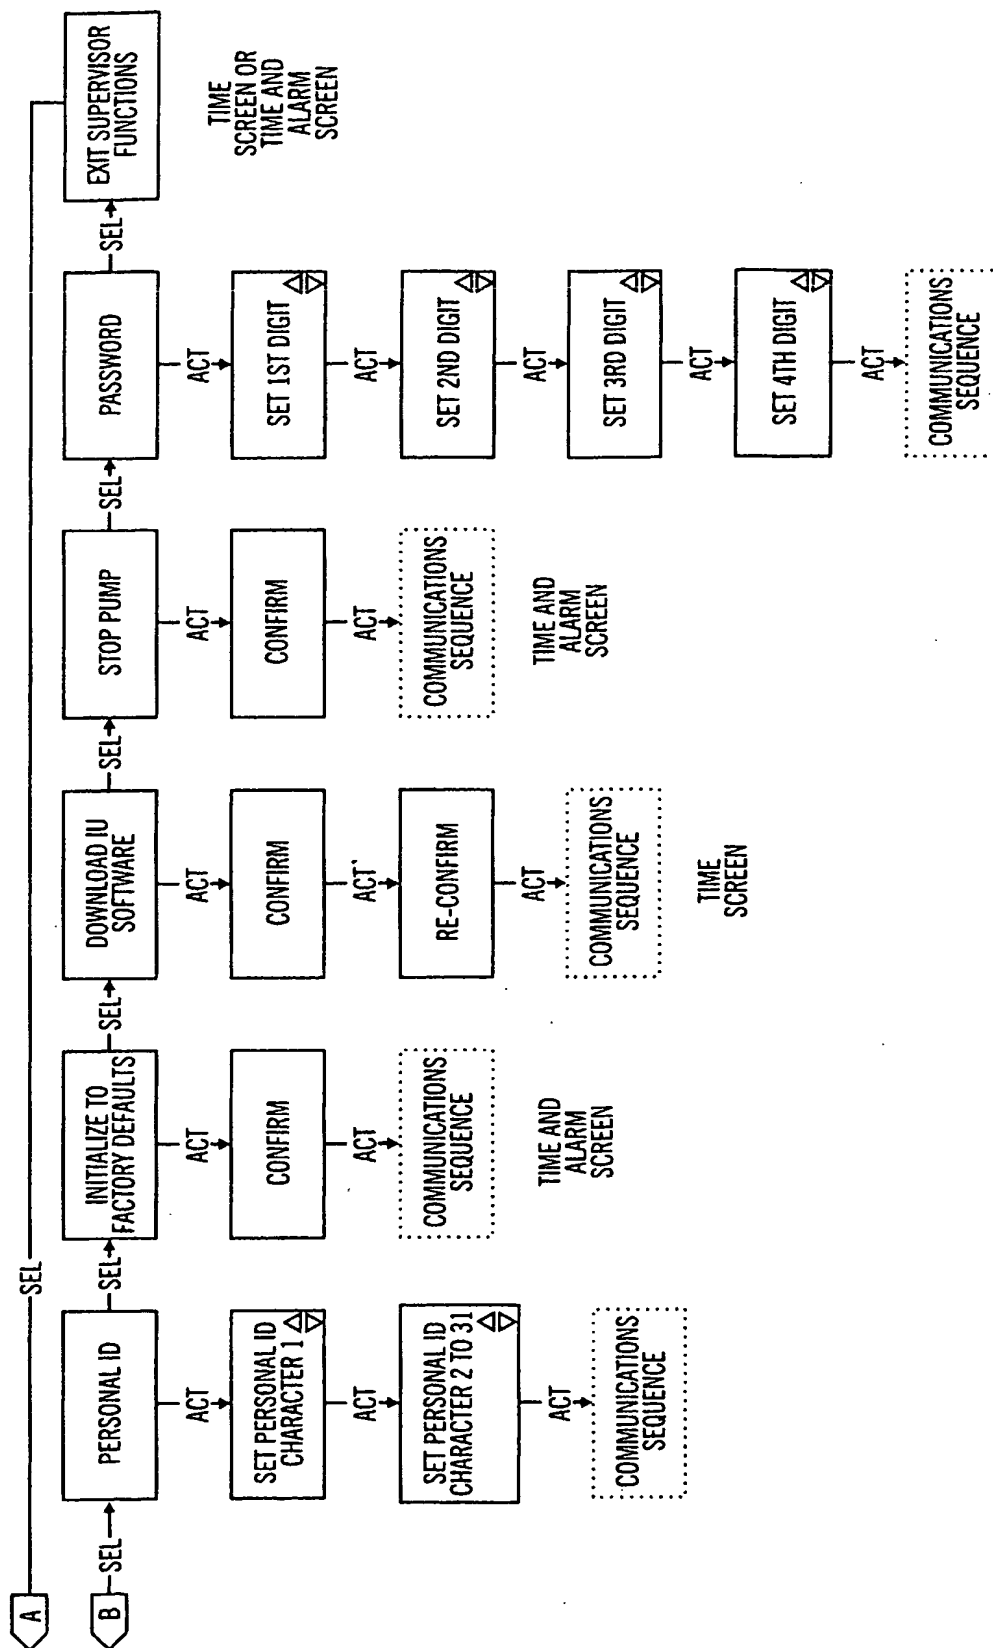 A
SEL
B
SEL
PERSONAL ID
SEL
INITIALIZE TO
FACTORY DEFAULTS
SEL
DOWNLOAD IU
SOFTWARE
SEL
STOP PUMP
SEL
PASSWORD
SEL
EXIT SUPERVISOR
FUNCTIONS
ACT
SET PERSONAL ID
CHARACTER 1
ACT
SET PERSONAL ID
CHARACTER 2 TO 31
ACT
COMMUNICATIONS
SEQUENCE
ACT
CONFIRM
ACT
COMMUNICATIONS
SEQUENCE
TIME AND
ALARM
SCREEN
ACT
CONFIRM
ACT
RE-CONFIRM
ACT
COMMUNICATIONS
SEQUENCE
TIME
SCREEN
ACT
CONFIRM
ACT
COMMUNICATIONS
SEQUENCE
TIME AND
ALARM
SCREEN
ACT
SET 1ST DIGIT
ACT
SET 2ND DIGIT
ACT
SET 3RD DIGIT
ACT
SET 4TH DIGIT
ACT
COMMUNICATIONS
SEQUENCE
TIME
SCREEN OR
TIME AND
ALARM
SCREEN